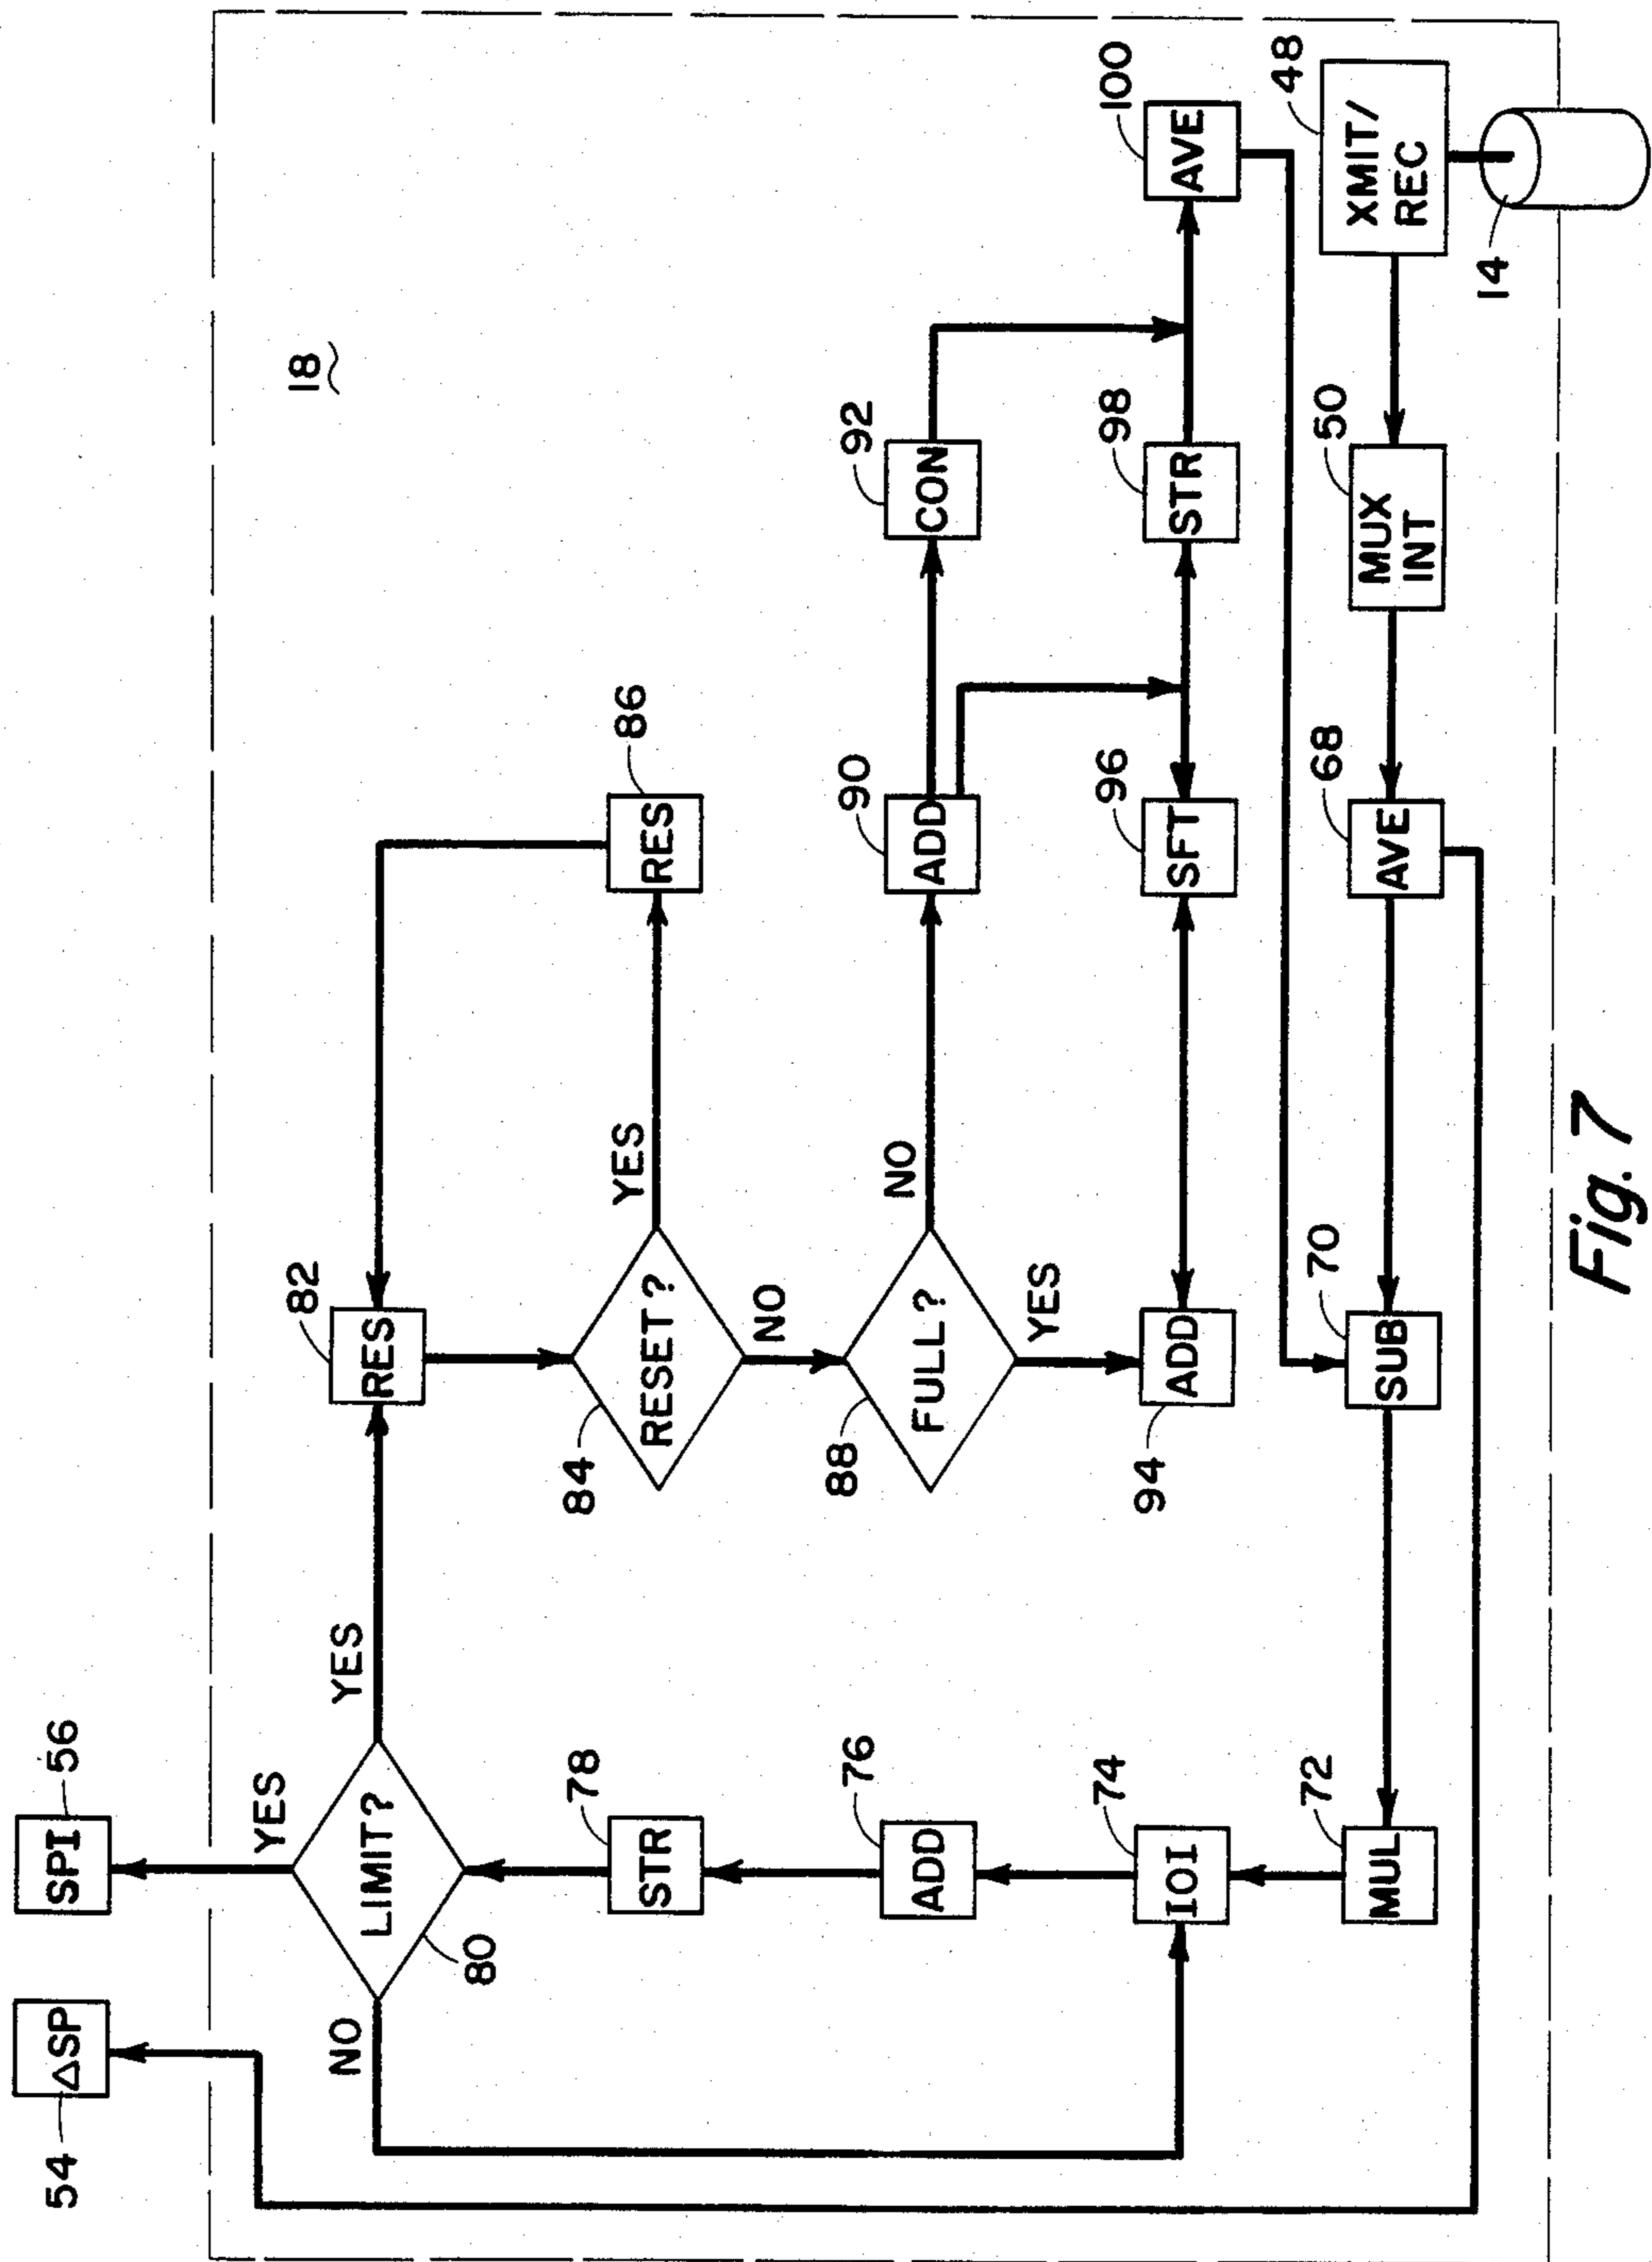 54
ΔSP
SPI
56
18
NO
LIMIT?
YES
YES
80
82
RES
STR
78
84
RESET?
YES
RES
86
NO
ADD
76
88
FULL?
NO
ADD
90
CON
92
YES
IOI
74
94
ADD
SFT
96
STR
98
AVE
100
MUL
72
SUB
70
AVE
68
MUX
INT
50
XMIT/
REC
48
14
Fig. 7